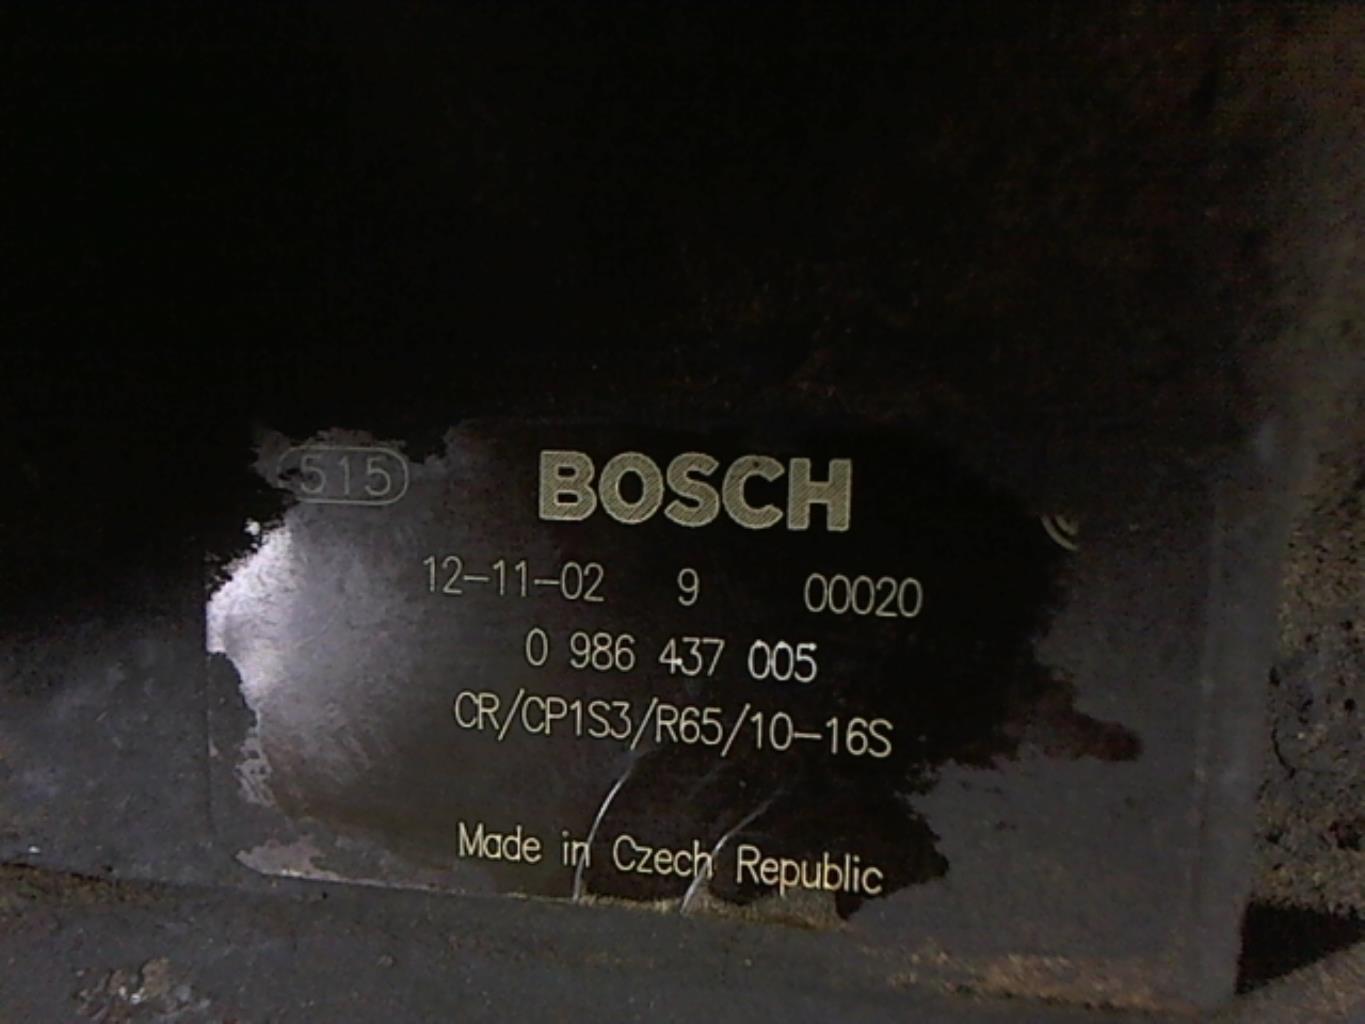 515 BOSCH
12-11-02 9 00020
0 986 437 005
CR/CP1S3/R65/10-16S
Made in Czech Republic